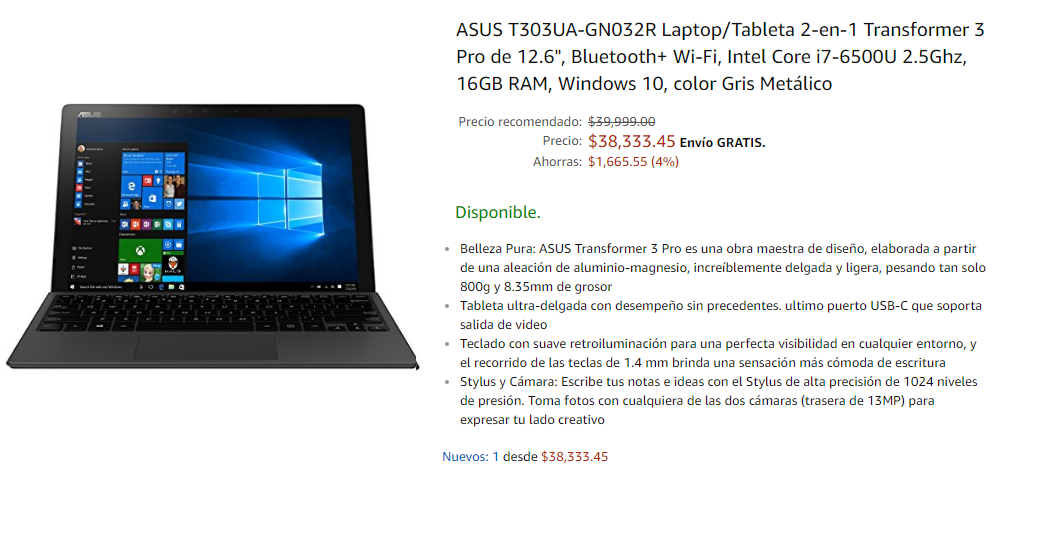 ASUS T303UA-GN032R Laptop/Tableta 2-en-1 Transformer 3
Pro de 12.6", Bluetooth+ Wi-Fi, Intel Core i7-6500U 2.5Ghz,
16GB RAM, Windows 10, color Gris Metálico
Precio recomendado: $39,999.00
Precio: $38,333.45 Envío GRATIS.
Ahorras: $1,665.55 (4%)
Disponible.
Belleza Pura: ASUS Transformer 3 Pro es una obra maestra de diseño, elaborada a partir
de una aleación de aluminio-magnesio, increíblemente delgada y ligera, pesando tan solo
800g y 8.35mm de grosor
Tableta ultra-delgada con desempeño sin precedentes. ultimo puerto USB-C que soporta
salida de video
Teclado con suave retroiluminación para una perfecta visibilidad en cualquier entorno, y
el recorrido de las teclas de 1.4 mm brinda una sensación más cómoda de escritura
Stylus y Cámara: Escribe tus notas e ideas con el Stylus de alta precisión de 1024 niveles
de presión. Toma fotos con cualquiera de las dos cámaras (trasera de 13MP) para
expresar tu lado creativo
Nuevos: 1 desde $38,333.45
ASUS